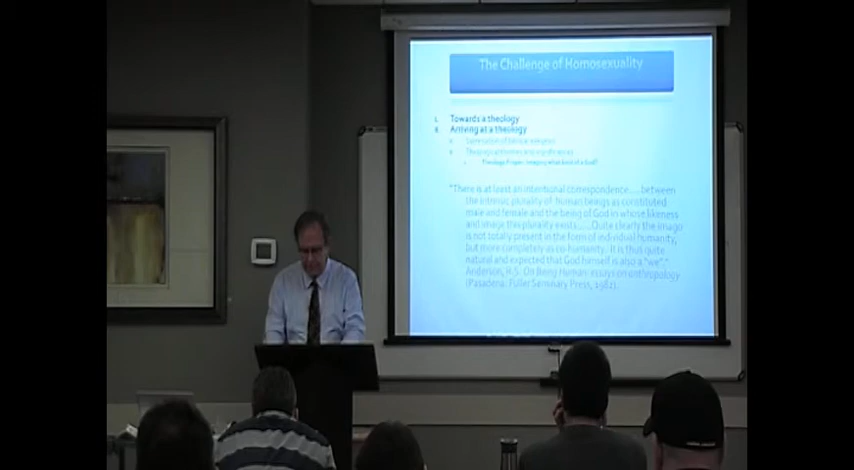 The Challenge of Homosexuality
I. Towards a theology
II. Arriving at a theology
"There is at least an intentional correspondence..... between
the intrinsic plurality of human beings as constituted
male and female and the being of God in whose likeness
and image this plurality exists......Quite clearly the imago
is not totally present in the form of individual humanity,
but more completely as co-humanity. It is thus quite
natural and expected that God himself is also a "we".
Anderson, R.S. On Being Human: essays on anthropology
(Pasadena: Fuller Seminary Press, 1982).